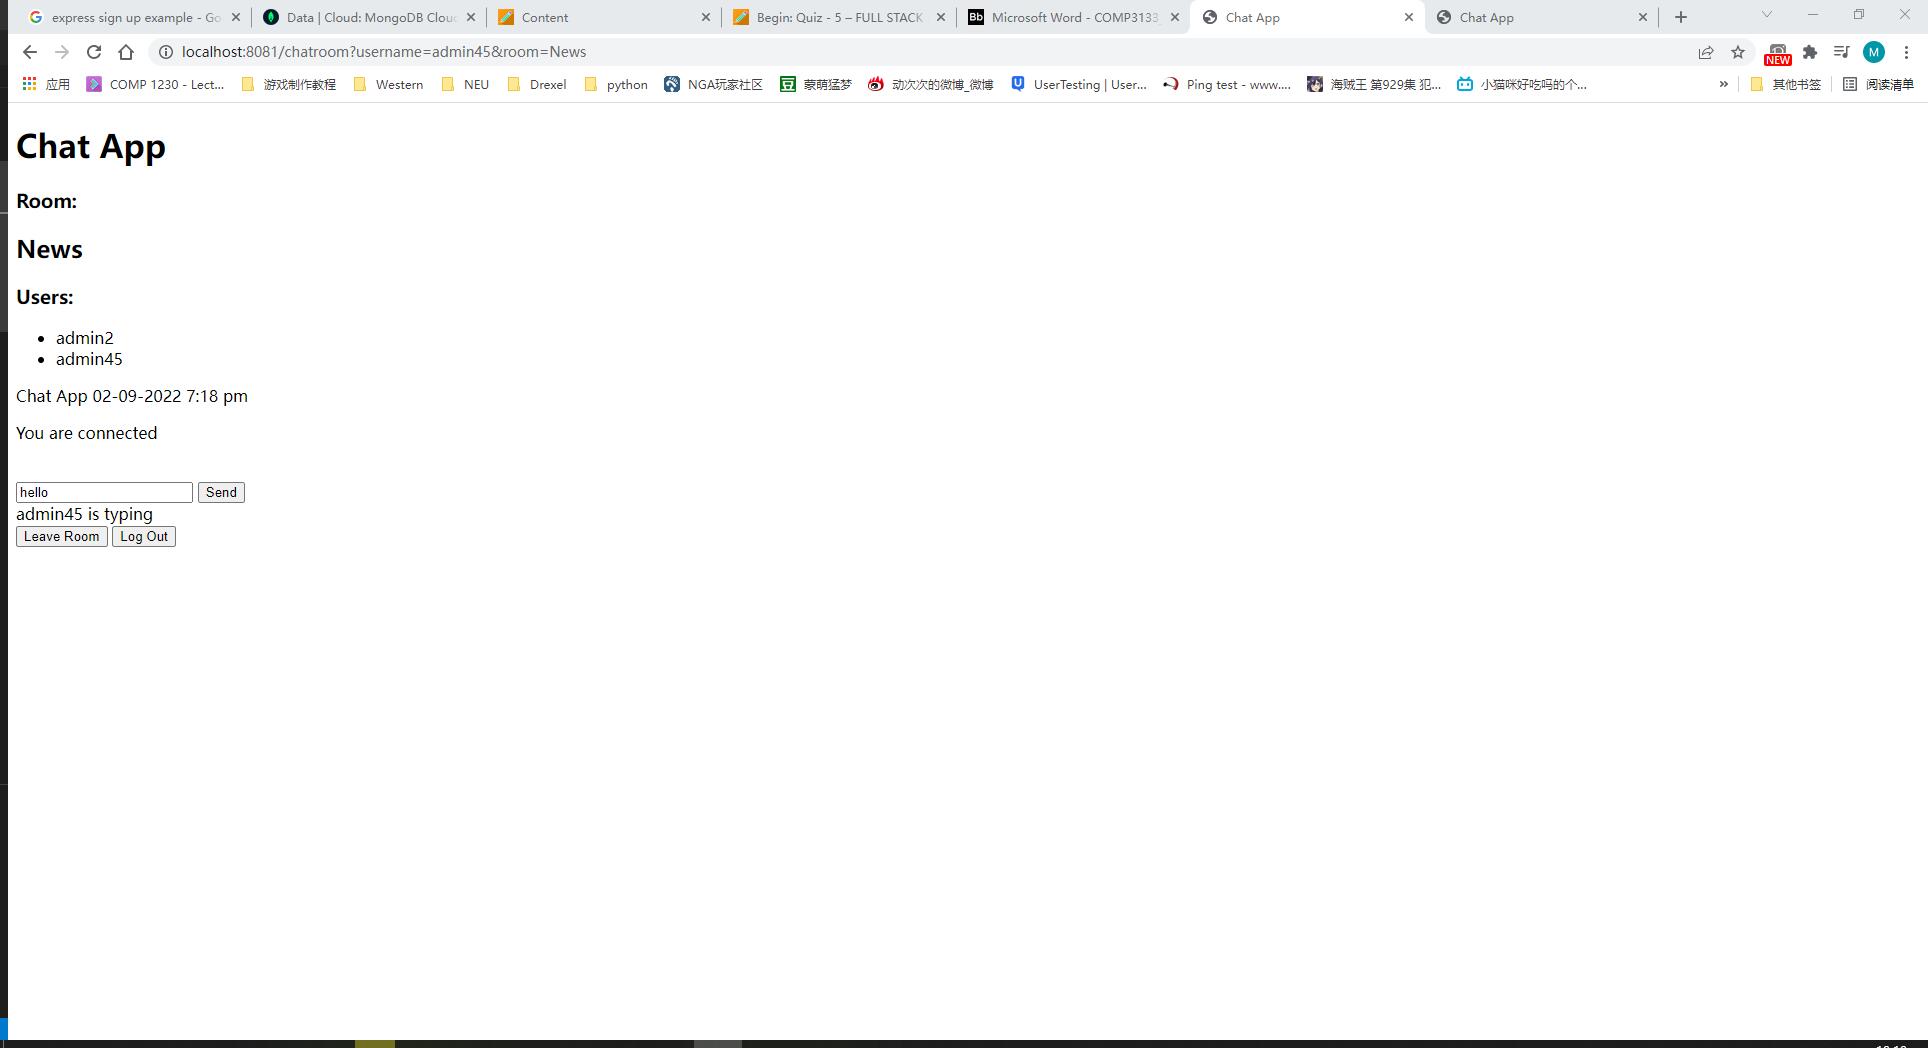 express sign up example - Go
Data | Cloud: MongoDB Cloud
Content
Begin: Quiz - 5 – FULL STACK
Bb Microsoft Word - COMP3133_
Chat App
Chat App
localhost:8081/chatroom?username=admin45&room=News
NEW
M
应用
COMP 1230 - Lect...
游戏制作教程
Western
NEU
Drexel
python
NGA玩家社区
豆 蒙萌猛梦
动次次的微博_微博
UserTesting | User...
Ping test - www....
海贼王 第929集 犯...
小猫咪好吃吗的个...
»
其他书签
阅读清单
Chat App
Room:
News
Users:
• admin2
• admin45
Chat App 02-09-2022 7:18 pm
You are connected
hello Send
admin45 is typing
Leave Room Log Out